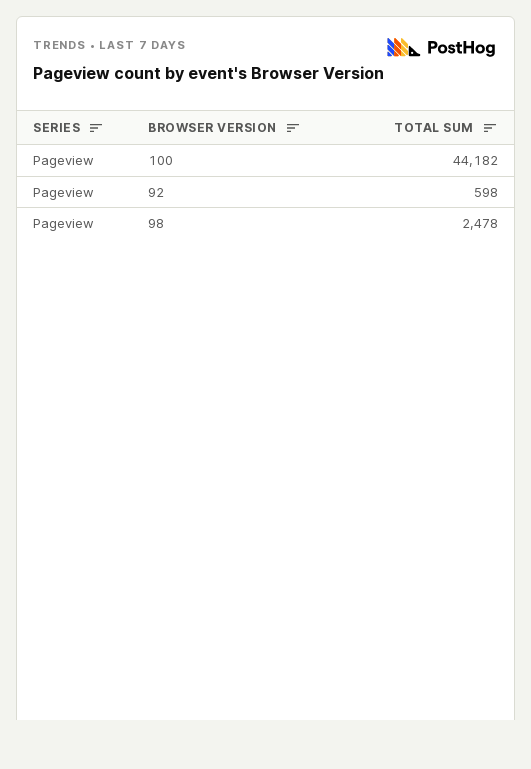 TRENDS • LAST 7 DAYS
PostHog
Pageview count by event's Browser Version
SERIES BROWSER VERSION TOTAL SUM
Pageview 100 44,182
Pageview 92 598
Pageview 98 2,478